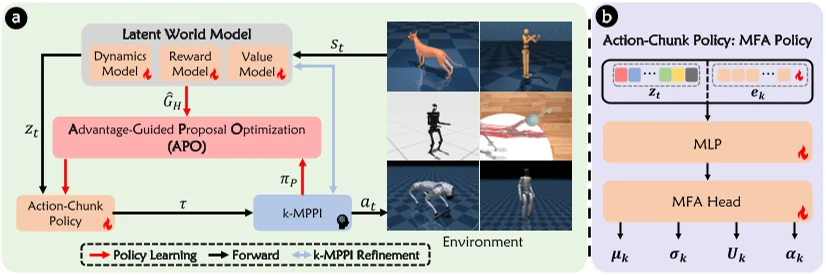 a
Latent World Model
Dynamics Model
Reward Model
Value Model
s_t
z_t
Ĝ_H
Advantage-Guided Proposal Optimization
(APO)
π_P
Action-Chunk
Policy
τ
k-MPPI
a_t
Environment
Policy Learning
Forward
k-MPPI Refinement
b
Action-Chunk Policy: MFA Policy
z_t
e_k
MLP
MFA Head
μ_k
σ_k
U_k
α_k